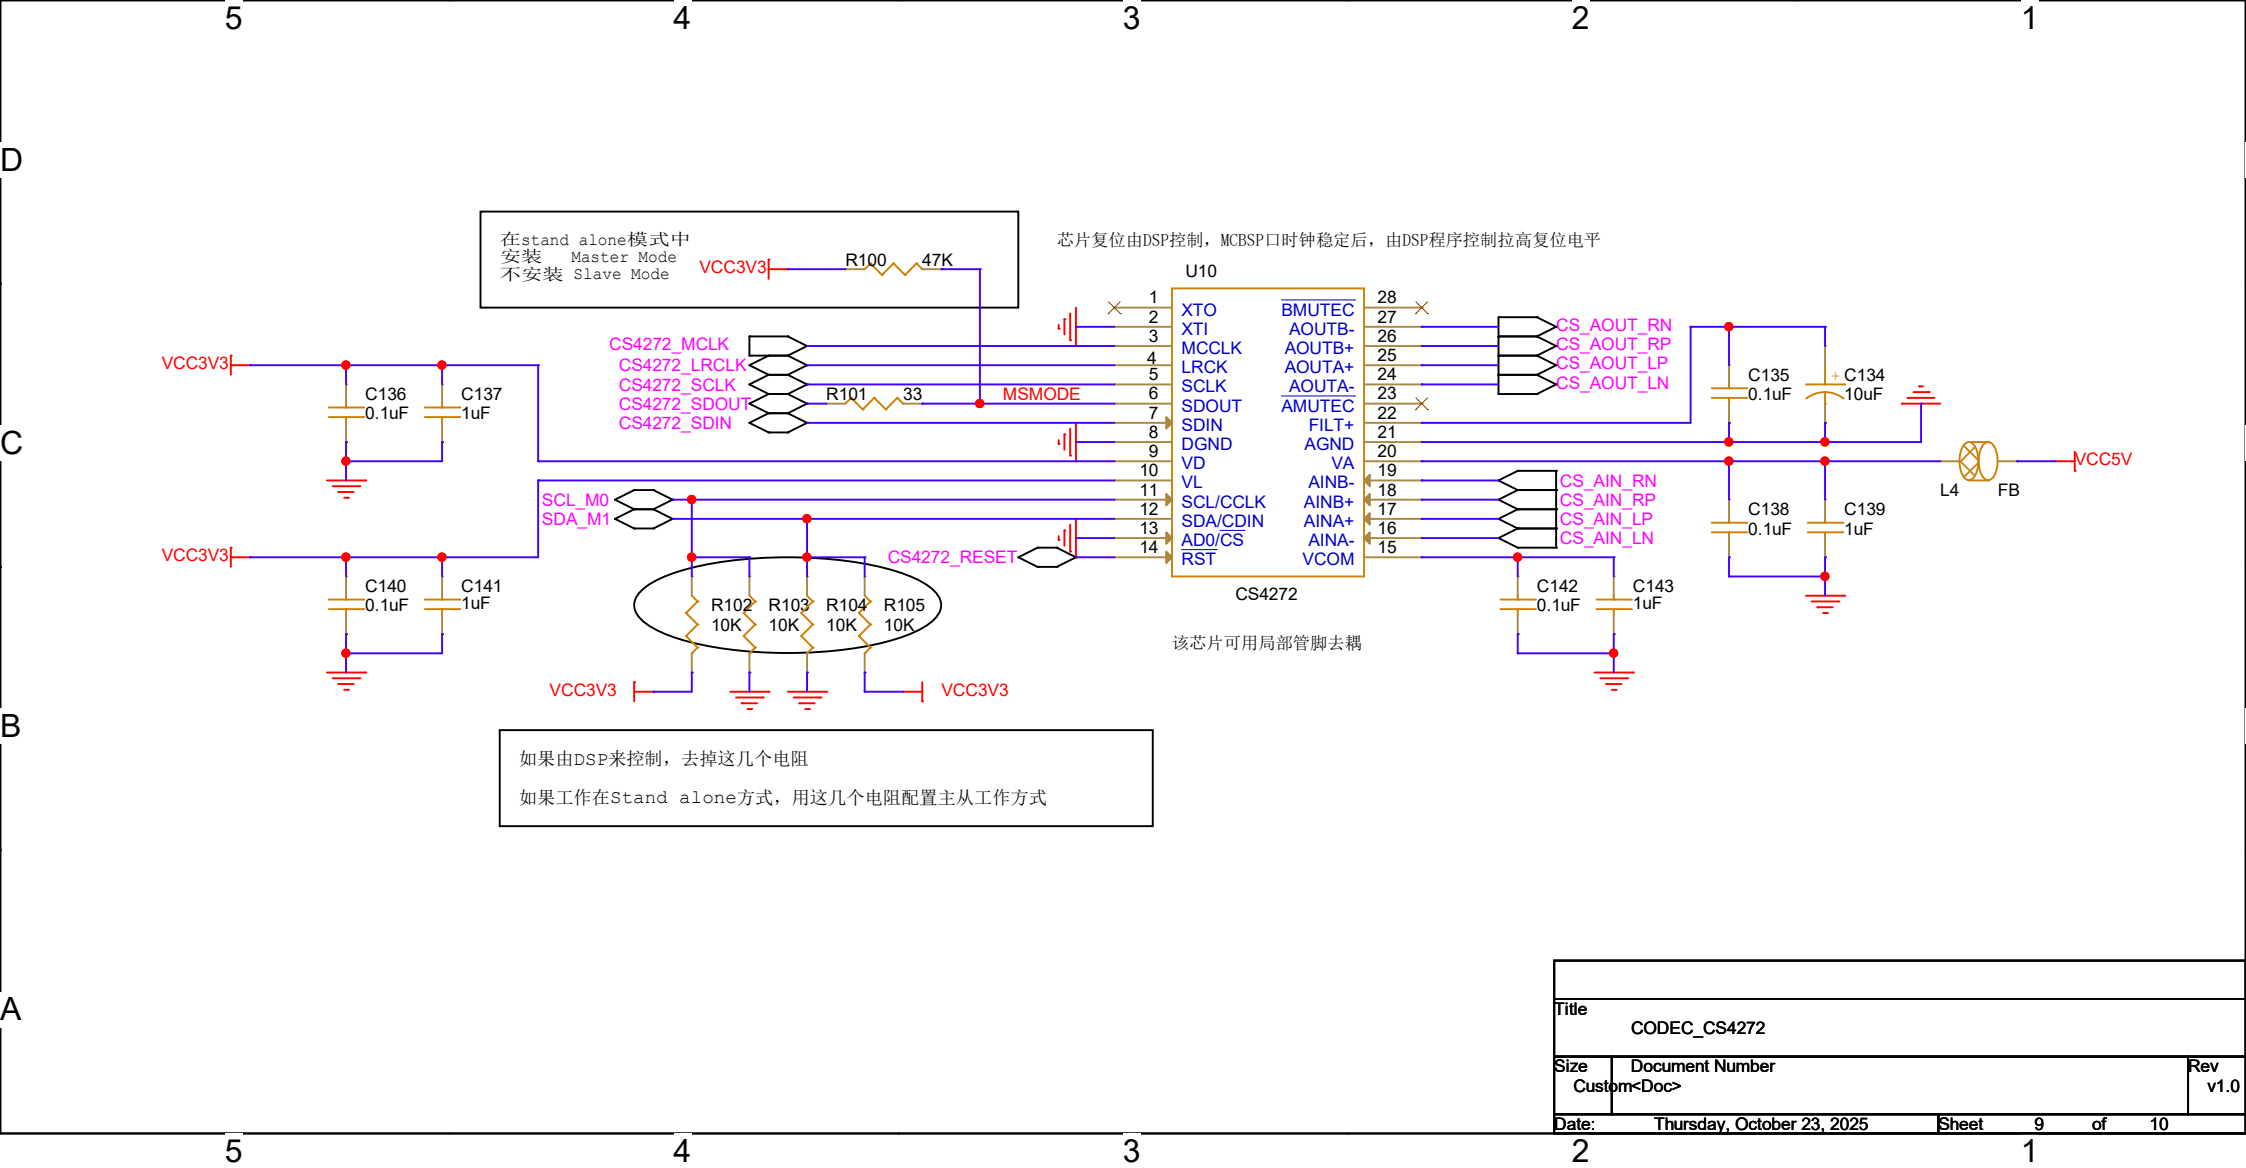 5 4 3 2 1
D
C
B
A
在stand alone模式中
安装 Master Mode
不安装 Slave Mode
VCC3V3
R100 47K
芯片复位由DSP控制，MCBSP口时钟稳定后，由DSP程序控制拉高复位电平
U10
1 XTO
2 XTI
3 MCCLK
4 LRCK
5 SCLK
6 SDOUT
7 SDIN
8 DGND
9 VD
10 VL
11 SCL/CCLK
12 SDA/CDIN
13 AD0/CS
14 RST
28 BMUTEC
27 AOUTB-
26 AOUTB+
25 AOUTA+
24 AOUTA-
23 AMUTEC
22 FILT+
21 AGND
20 VA
19 AINB-
18 AINB+
17 AINA+
16 AINA-
15 VCOM
CS4272
该芯片可用局部管脚去耦
CS4272_MCLK
CS4272_LRCLK
CS4272_SCLK
CS4272_SDOUT
CS4272_SDIN
R101 33
MSMODE
VCC3V3
C136
0.1uF
C137
1uF
VCC3V3
C140
0.1uF
C141
1uF
SCL_M0
SDA_M1
CS4272_RESET
R102
10K
R103
10K
R104
10K
R105
10K
VCC3V3
VCC3V3
CS_AOUT_RN
CS_AOUT_RP
CS_AOUT_LP
CS_AOUT_LN
C135
0.1uF
+
C134
10uF
VCC5V
L4 FB
CS_AIN_RN
CS_AIN_RP
CS_AIN_LP
CS_AIN_LN
C138
0.1uF
C139
1uF
C142
0.1uF
C143
1uF
如果由DSP来控制，去掉这几个电阻
如果工作在Stand alone方式，用这几个电阻配置主从工作方式
Title
CODEC_CS4272
Size Document Number Rev
Custom<Doc> v1.0
Date: Thursday, October 23, 2025 Sheet 9 of 10
5 4 3 2 1